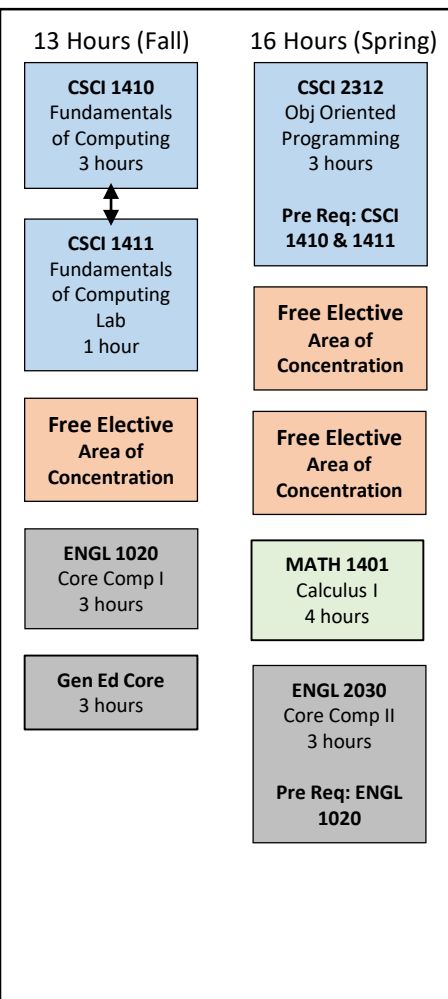 13 Hours (Fall)
CSCI 1410
Fundamentals
of Computing
3 hours
CSCI 1411
Fundamentals
of Computing
Lab
1 hour
Free Elective
Area of
Concentration
ENGL 1020
Core Comp I
3 hours
Gen Ed Core
3 hours
16 Hours (Spring)
CSCI 2312
Obj Oriented
Programming
3 hours
Pre Req: CSCI
1410 & 1411
Free Elective
Area of
Concentration
Free Elective
Area of
Concentration
MATH 1401
Calculus I
4 hours
ENGL 2030
Core Comp II
3 hours
Pre Req: ENGL
1020